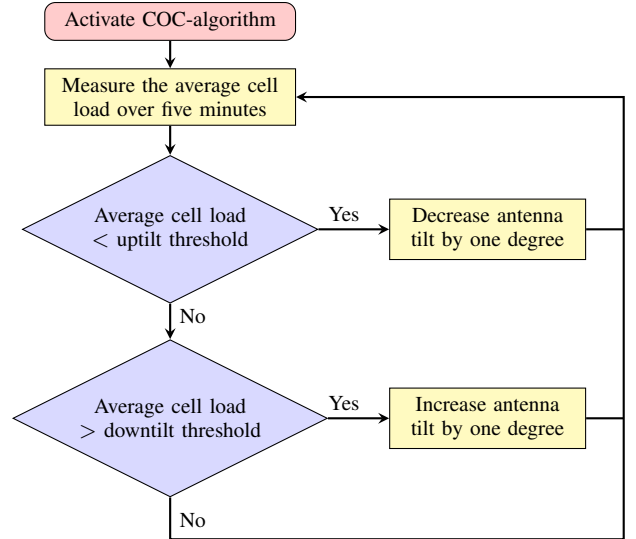 Activate COC-algorithm
Measure the average cell
load over five minutes
Average cell load
< uptilt threshold
Yes
Decrease antenna
tilt by one degree
No
Average cell load
> downtilt threshold
Yes
Increase antenna
tilt by one degree
No